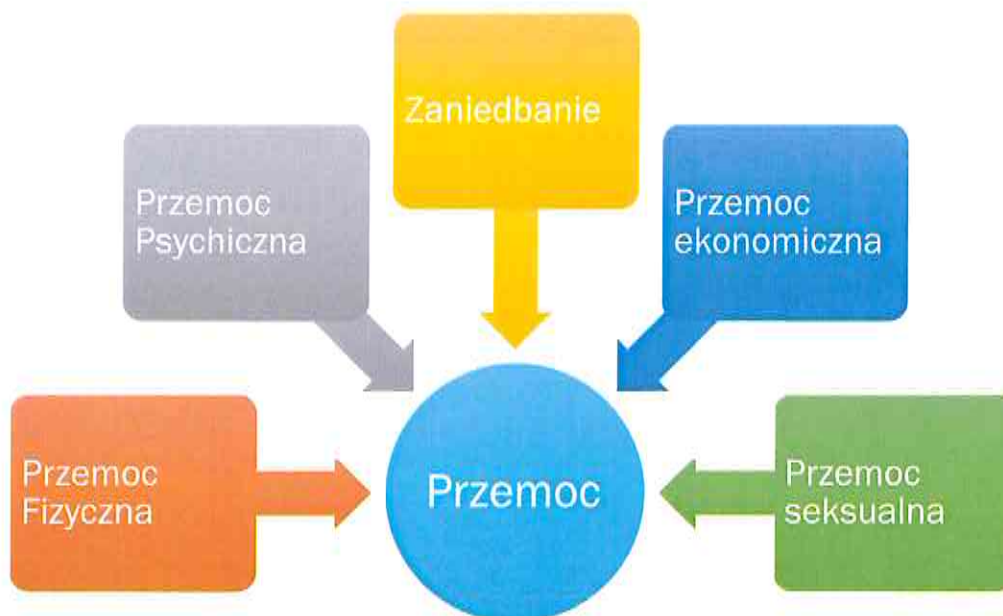 Zaniedbanie
Przemoc
Psychiczna
Przemoc
ekonomiczna
Przemoc
Fizyczna
Przemoc
Przemoc
seksualna